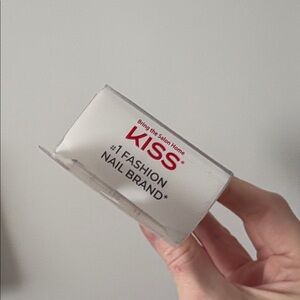 Bring the Salon Home
KISS®
#1 FASHION
NAIL BRAND*